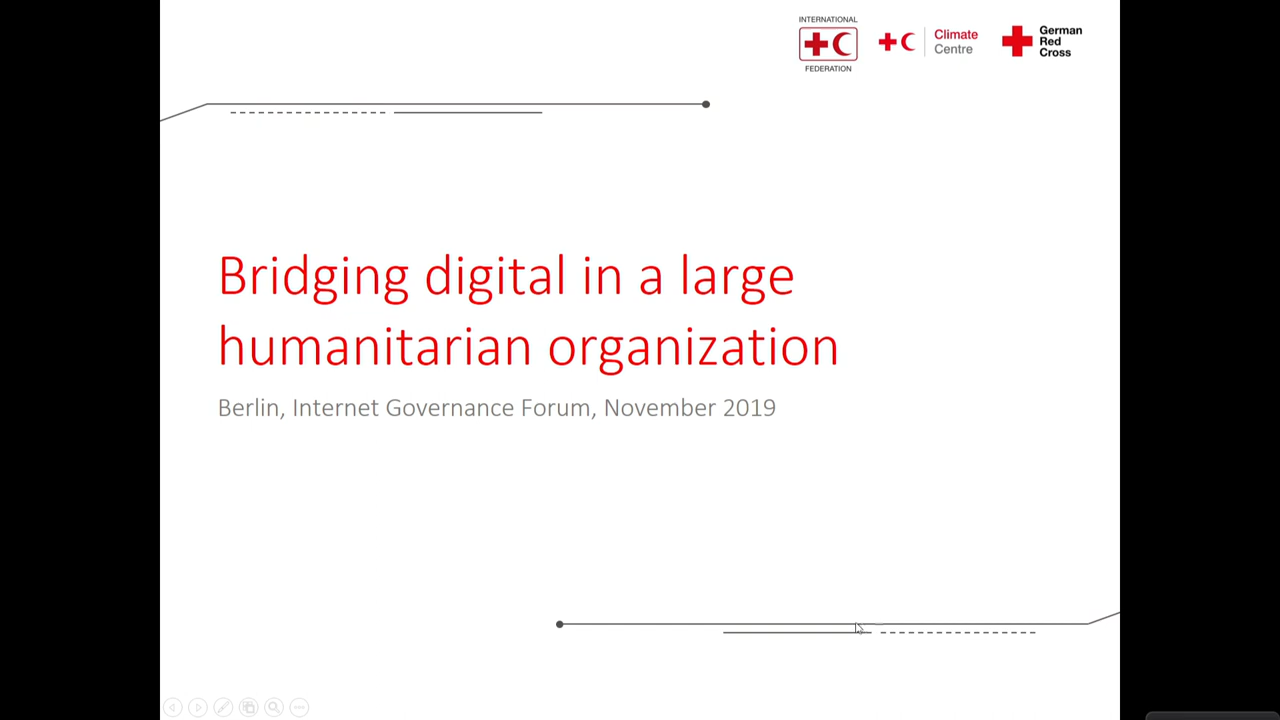 INTERNATIONAL
FEDERATION
Climate
Centre
German
Red
Cross
Bridging digital in a large
humanitarian organization
Berlin, Internet Governance Forum, November 2019